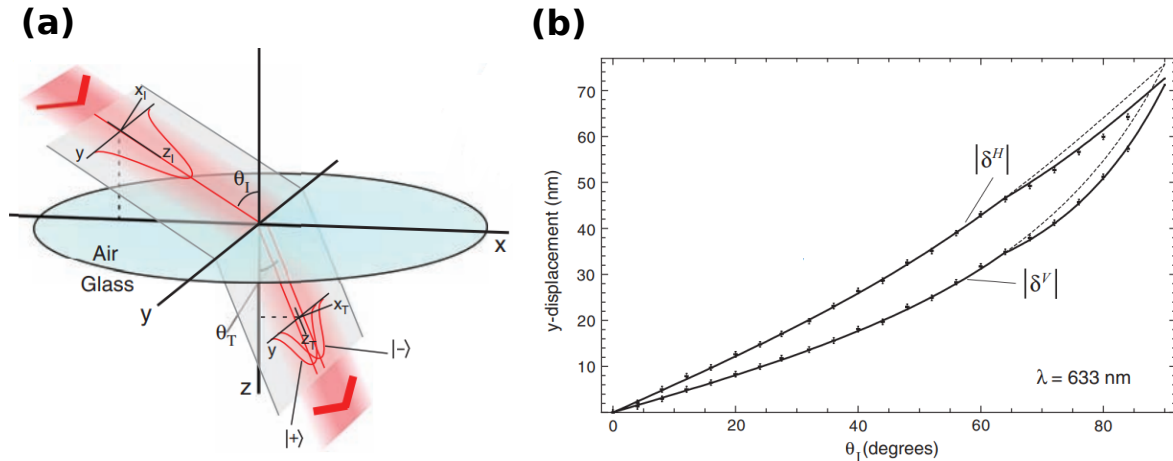 (a)
x_I
y
z_I
θ_I
x
Air
Glass
y
θ_T
x_T
z_T
y
|−⟩
z
|+⟩
(b)
y-displacement (nm)
70
60
50
40
30
20
10
|δ^H|
|δ^V|
λ = 633 nm
0 20 40 60 80
θ_I (degrees)